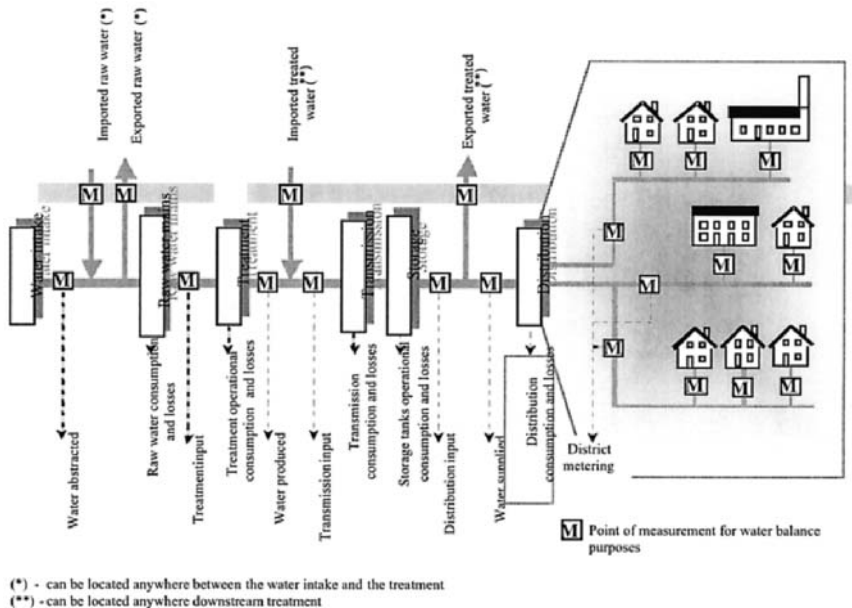 Imported raw water (*)
Exported raw water (*)
Imported treated
water (**)
Exported treated
water (**)
M
M
M
M
Water intake
Raw water mains
Treatment
Transmission
Storage
Distribution
M
M
M
M
M
M
Water abstracted
Raw water consumption
and losses
Treatment input
Treatment operational
consumption and losses
Water produced
Transmission input
Transmission
consumption and losses
Storage tanks operational
consumption and losses
Distribution input
Water supplied
Distribution
consumption and losses
District
metering
M
M
M
M
M
M
M
M
M
M
M
M Point of measurement for water balance
purposes
(*) - can be located anywhere between the water intake and the treatment
(**) - can be located anywhere downstream treatment